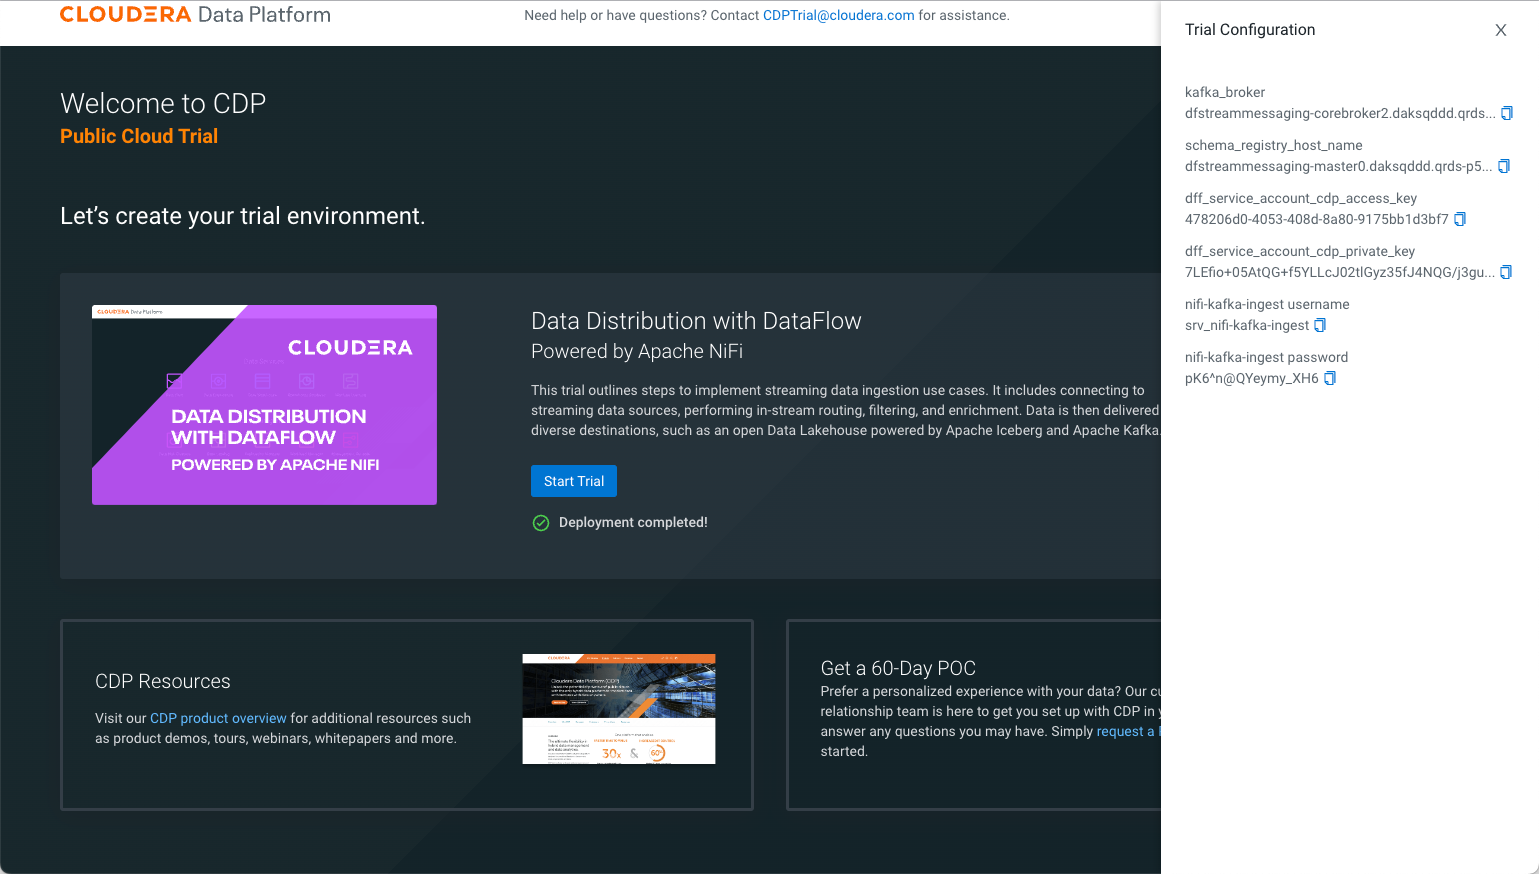 CLOUDERA Data Platform
Need help or have questions? Contact CDPTrial@cloudera.com for assistance.
Welcome to CDP
Public Cloud Trial
Let's create your trial environment.
CLOUDERA Data Platform
CLOUDERA
DATA DISTRIBUTION
WITH DATAFLOW
POWERED BY APACHE NIFI
Data Distribution with DataFlow
Powered by Apache NiFi
This trial outlines steps to implement streaming data ingestion use cases. It includes connecting to
streaming data sources, performing in-stream routing, filtering, and enrichment. Data is then delivered
diverse destinations, such as an open Data Lakehouse powered by Apache Iceberg and Apache Kafka.
Start Trial
Deployment completed!
CDP Resources
Visit our CDP product overview for additional resources such
as product demos, tours, webinars, whitepapers and more.
Cloudera Data Platform (CDP)
30x & 60%
Get a 60-Day POC
Prefer a personalized experience with your data? Our cu
relationship team is here to get you set up with CDP in y
answer any questions you may have. Simply request a
started.
Trial Configuration
X
kafka_broker
dfstreammessaging-corebroker2.daksqddd.qrds...
schema_registry_host_name
dfstreammessaging-master0.daksqddd.qrds-p5...
dff_service_account_cdp_access_key
478206d0-4053-408d-8a80-9175bb1d3bf7
dff_service_account_cdp_private_key
7LEfio+05AtQG+f5YLLcJ02tlGyz35fJ4NQG/j3gu...
nifi-kafka-ingest username
srv_nifi-kafka-ingest
nifi-kafka-ingest password
pK6^n@QYeymy_XH6